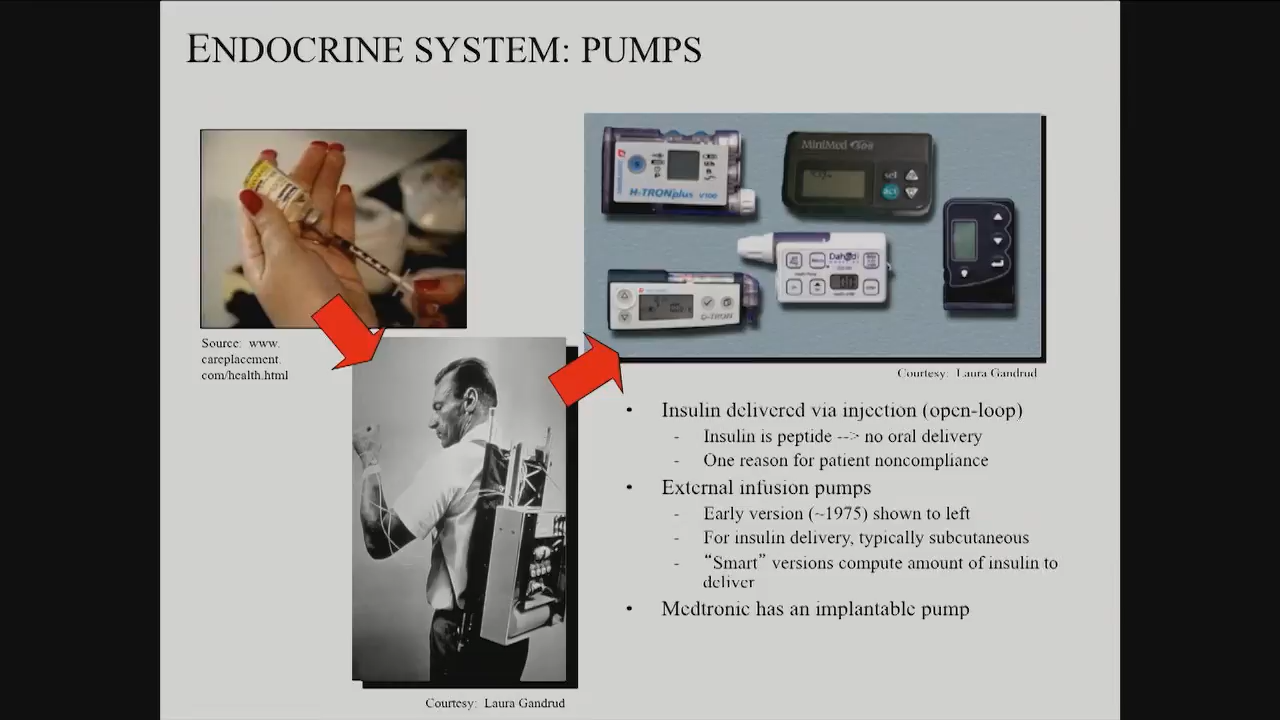 ENDOCRINE SYSTEM: PUMPS
Source: www.
careplacement.
com/health.html
H-TRONplus V100
MiniMed 508
sel
ACT
D-TRON
Courtesy: Laura Gandrud
• Insulin delivered via injection (open-loop)
- Insulin is peptide --> no oral delivery
- One reason for patient noncompliance
• External infusion pumps
- Early version (~1975) shown to left
- For insulin delivery, typically subcutaneous
- “Smart” versions compute amount of insulin to
deliver
• Medtronic has an implantable pump
Courtesy: Laura Gandrud